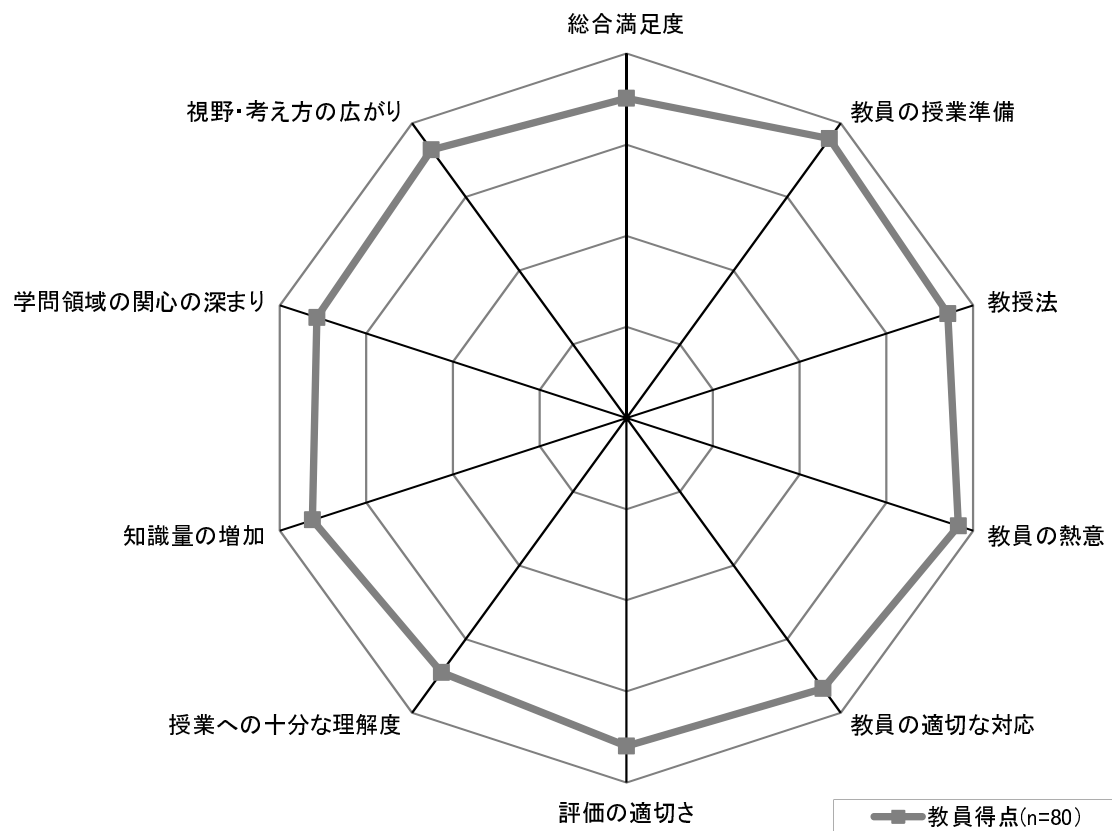 総合満足度
視野・考え方の広がり
教員の授業準備
学問領域の関心の深まり
教授法
知識量の増加
教員の熱意
授業への十分な理解度
教員の適切な対応
評価の適切さ
教員得点(n=80)